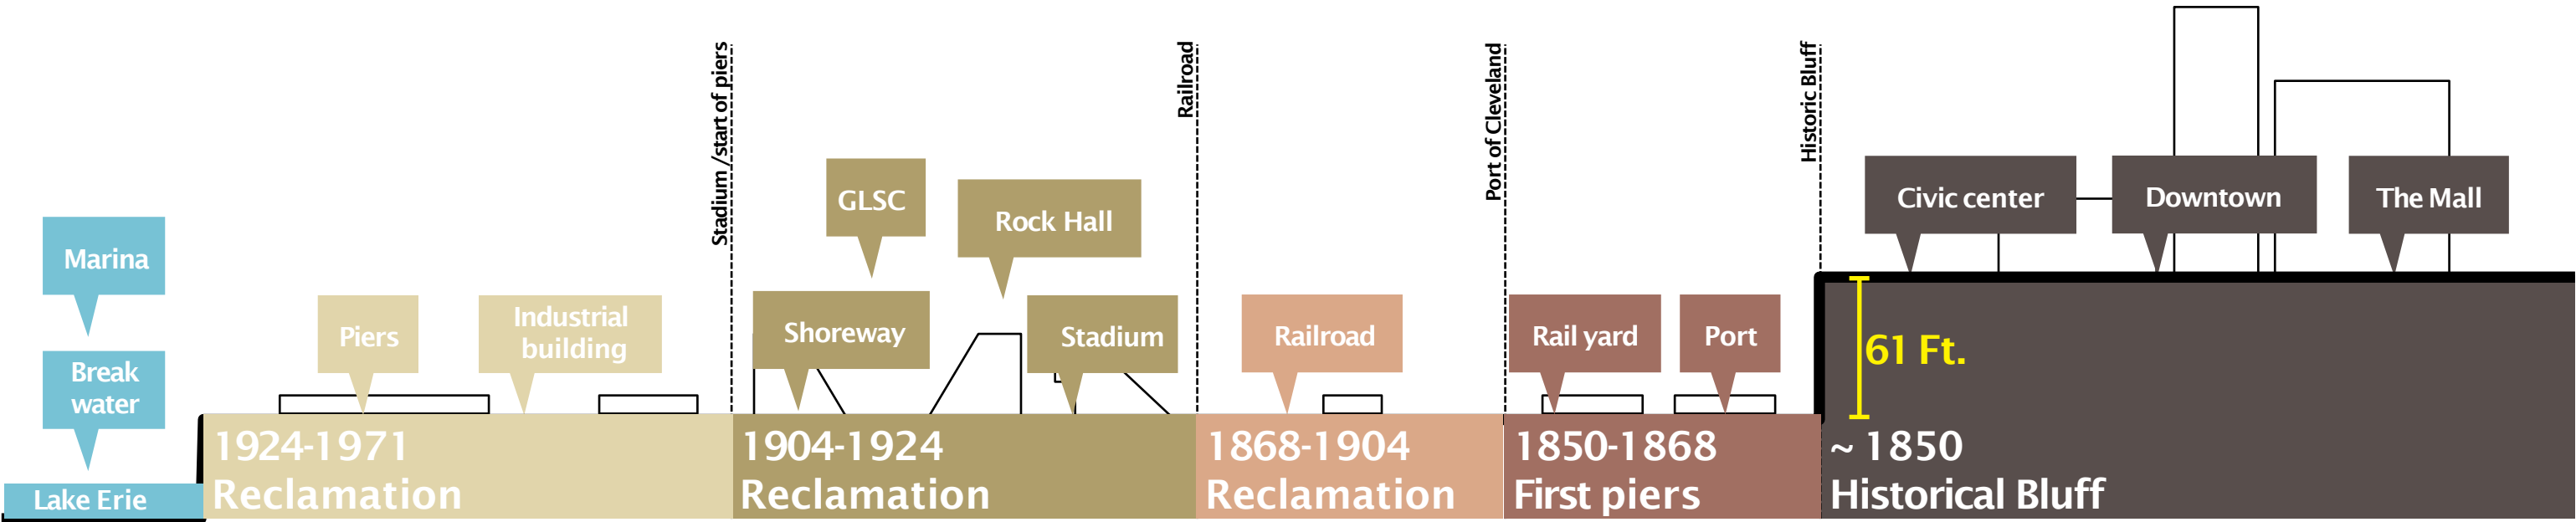 Stadium /start of piers
Railroad
Port of Cleveland
Historic Bluff
Marina
Break
water
Lake Erie
Piers
Industrial
building
GLSC
Rock Hall
Shoreway
Stadium
Railroad
Rail yard
Port
Civic center
Downtown
The Mall
61 Ft.
1924-1971
Reclamation
1904-1924
Reclamation
1868-1904
Reclamation
1850-1868
First piers
~ 1850
Historical Bluff